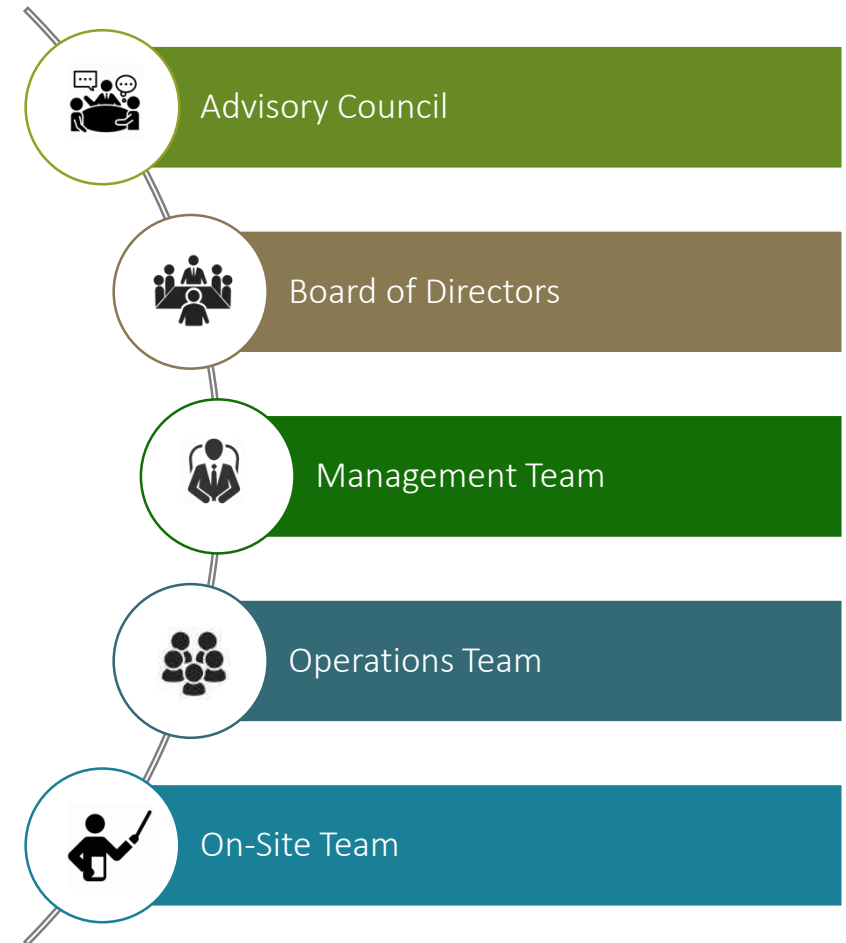 Advisory Council
Board of Directors
Management Team
Operations Team
On-Site Team